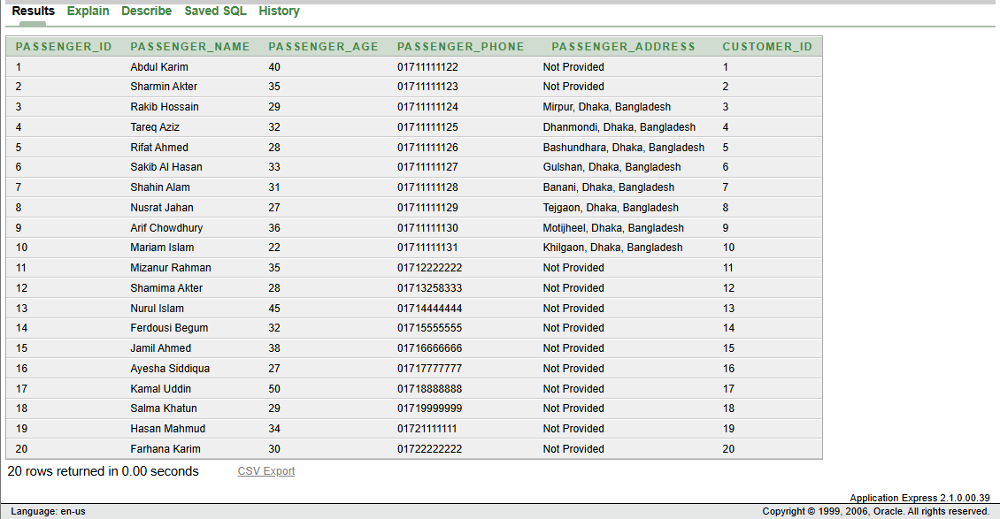 Results Explain Describe Saved SQL History
PASSENGER_ID PASSENGER_NAME PASSENGER_AGE PASSENGER_PHONE PASSENGER_ADDRESS CUSTOMER_ID
1 Abdul Karim 40 01711111122 Not Provided 1
2 Sharmin Akter 35 01711111123 Not Provided 2
3 Rakib Hossain 29 01711111124 Mirpur, Dhaka, Bangladesh 3
4 Tareq Aziz 32 01711111125 Dhanmondi, Dhaka, Bangladesh 4
5 Rifat Ahmed 28 01711111126 Bashundhara, Dhaka, Bangladesh 5
6 Sakib Al Hasan 33 01711111127 Gulshan, Dhaka, Bangladesh 6
7 Shahin Alam 31 01711111128 Banani, Dhaka, Bangladesh 7
8 Nusrat Jahan 27 01711111129 Tejgaon, Dhaka, Bangladesh 8
9 Arif Chowdhury 36 01711111130 Motijheel, Dhaka, Bangladesh 9
10 Mariam Islam 22 01711111131 Khilgaon, Dhaka, Bangladesh 10
11 Mizanur Rahman 35 01712222222 Not Provided 11
12 Shamima Akter 28 01713258333 Not Provided 12
13 Nurul Islam 45 01714444444 Not Provided 13
14 Ferdousi Begum 32 01715555555 Not Provided 14
15 Jamil Ahmed 38 01716666666 Not Provided 15
16 Ayesha Siddiqua 27 01717777777 Not Provided 16
17 Kamal Uddin 50 01718888888 Not Provided 17
18 Salma Khatun 29 01719999999 Not Provided 18
19 Hasan Mahmud 34 01721111111 Not Provided 19
20 Farhana Karim 30 01722222222 Not Provided 20
20 rows returned in 0.00 seconds CSV Export
Application Express 2.1.0.00.39
Language: en-us Copyright © 1999, 2006, Oracle. All rights reserved.